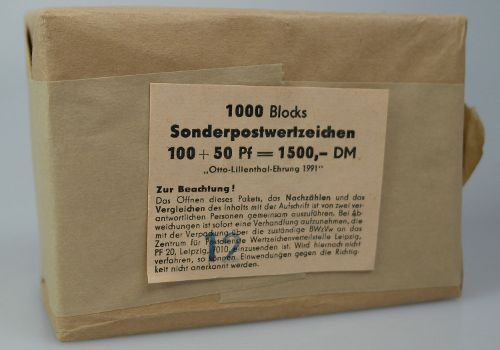 1000 Blocks
Sonderpostwertzeichen
100 + 50 Pf = 1500,- DM
„Otto-Lilienthal-Ehrung 1991"
Zur Beachtung!
Das Öffnen dieses Pakets, das Nachzählen und das
Vergleichen des Inhalts mit der Aufschrift ist von zwei ver-
antwortlichen Personen gemeinsam auszuführen. Bei Ab-
weichungen ist sofort eine Verhandlung aufzunehmen, die
mit der Verpackung über die zuständige BWzVw an das
Zentrum für Postalische Wertzeichenveilenste Leipzig,
PF 20, Leipzig, 7010, einzusenden ist. Wird hiernach nicht
verfahren, so können Einwendungen gegen die Richtig-
keit nicht anerkannt werden.
12